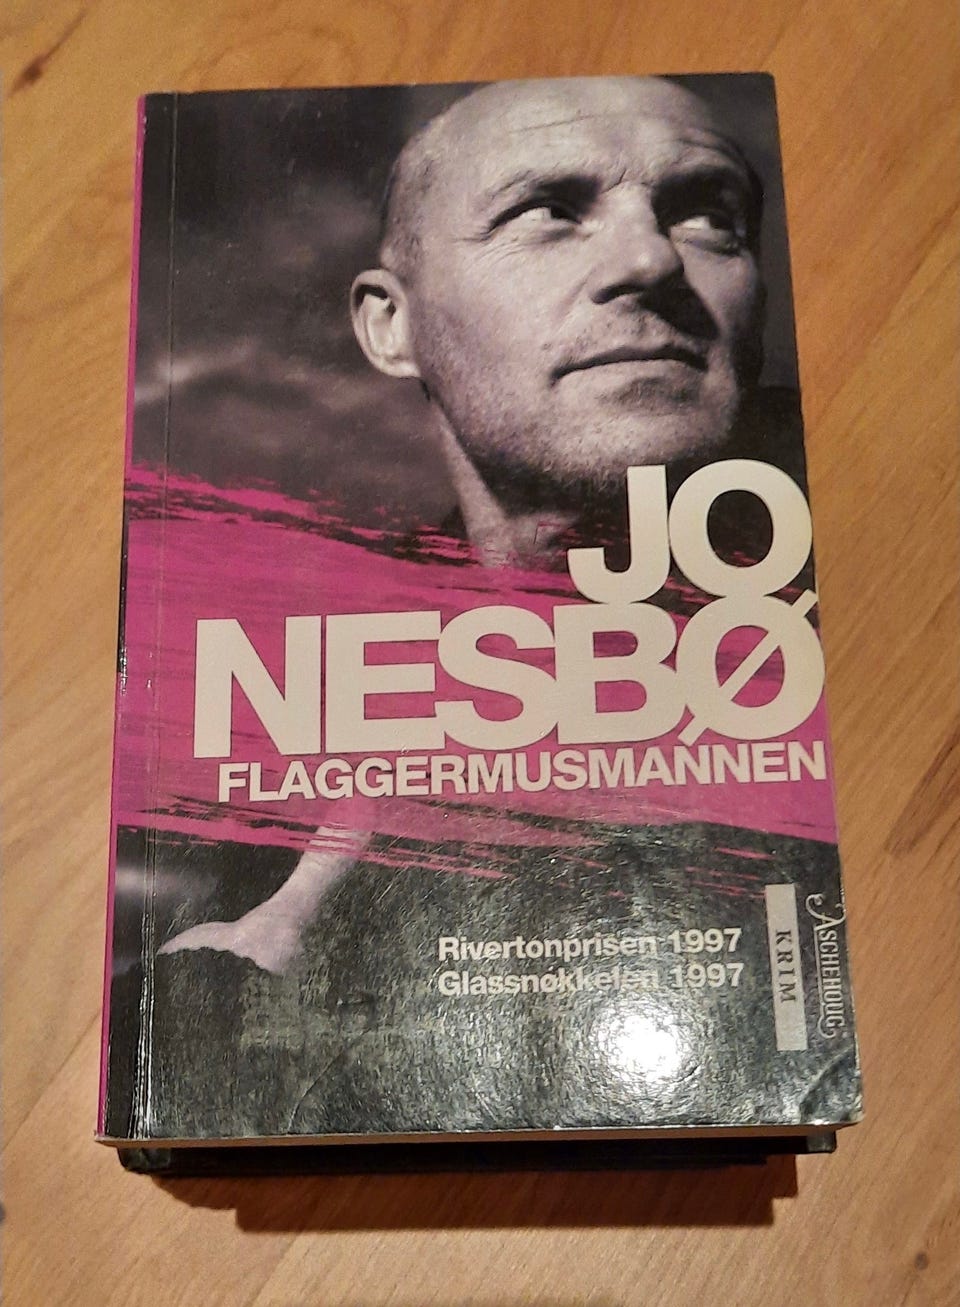 JO
NESBØ
FLAGGERMUSMANNEN
Rivertonprisen 1997
Glassnøkkelen 1997
KRIM
ASCHEHOUG